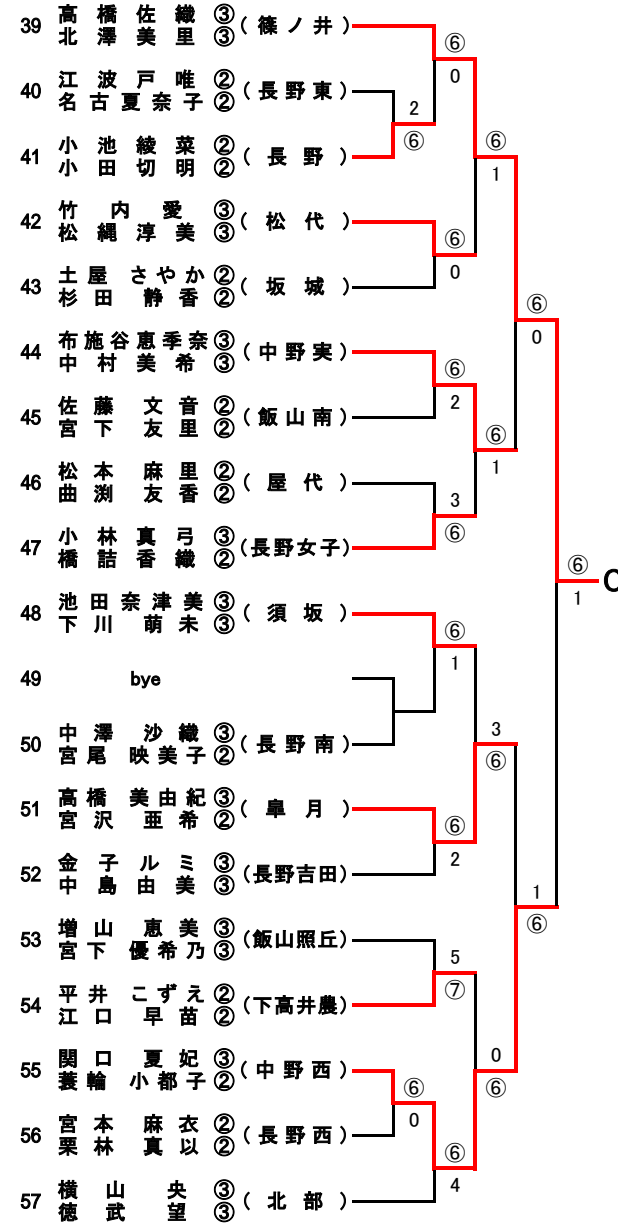 39 高橋佐織③ 北澤美里③ (篠ノ井)
⑥
0
40 江波戸唯② 名古夏奈子② (長野東)
2
⑥
41 小池綾菜② 小田切明② (長野)
⑥
1
42 竹内愛③ 松縄淳美③ (松代)
⑥
0
43 土屋さやか② 杉田静香② (坂城)
⑥
0
44 布施谷恵季奈③ 中村美希③ (中野実)
⑥
2
45 佐藤文音② 宮下友里② (飯山南)
⑥
1
46 松本麻里② 曲渕友香② (屋代)
3
⑥
47 小林真弓③ 橋詰香織② (長野女子)
⑥
1
C
48 池田奈津美③ 下川萌未③ (須坂)
⑥
1
49 bye
50 中澤沙織③ 宮尾映美子② (長野南)
3
⑥
51 高橋美由紀③ 宮沢亜希② (皐月)
⑥
2
52 金子ルミ③ 中島由美③ (長野吉田)
1
⑥
53 増山恵美③ 宮下優希乃③ (飯山照丘)
5
⑦
54 平井こずえ② 江口早苗② (下高井農)
0
⑥
55 関口夏妃③ 蓑輪小都子② (中野西)
⑥
0
56 宮本麻衣② 栗林真以② (長野西)
⑥
4
57 横山央③ 徳武望③ (北部)